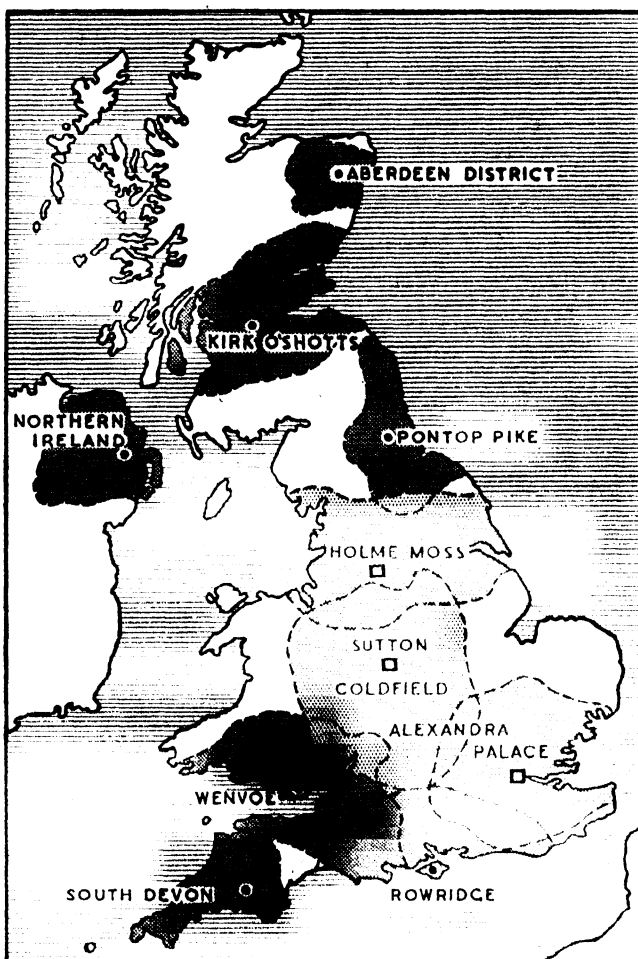 ABERDEEN DISTRICT
KIRK O'SHOTTS
NORTHERN
IRELAND
PONTOP PIKE
HOLME MOSS
SUTTON
COLDFIELD
ALEXANDRA
PALACE
WENVOE
SOUTH DEVON
ROWRIDGE